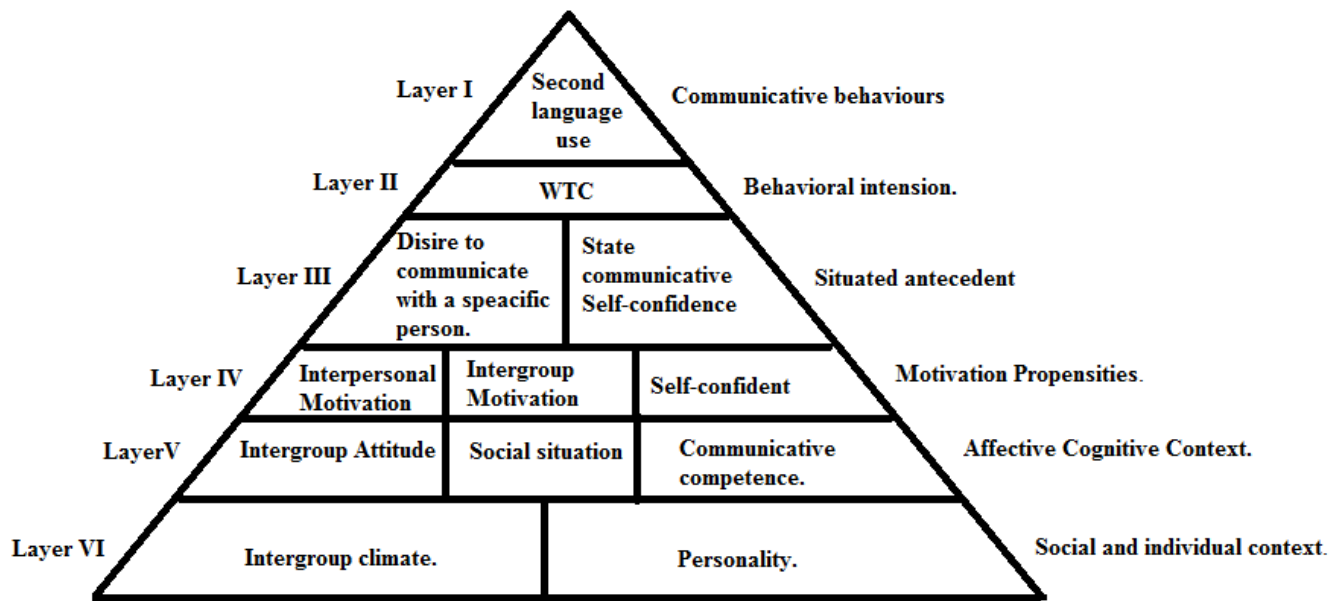 Layer I
Second
language
use
Communicative behaviours
Layer II
WTC
Behavioral intension.
Layer III
Disire to
communicate
with a speacific
person.
State
communicative
Self-confidence
Situated antecedent
Layer IV
Interpersonal
Motivation
Intergroup
Motivation
Self-confident
Motivation Propensities.
LayerV
Intergroup Attitude
Social situation
Communicative
competence.
Affective Cognitive Context.
Layer VI
Intergroup climate.
Personality.
Social and individual context.